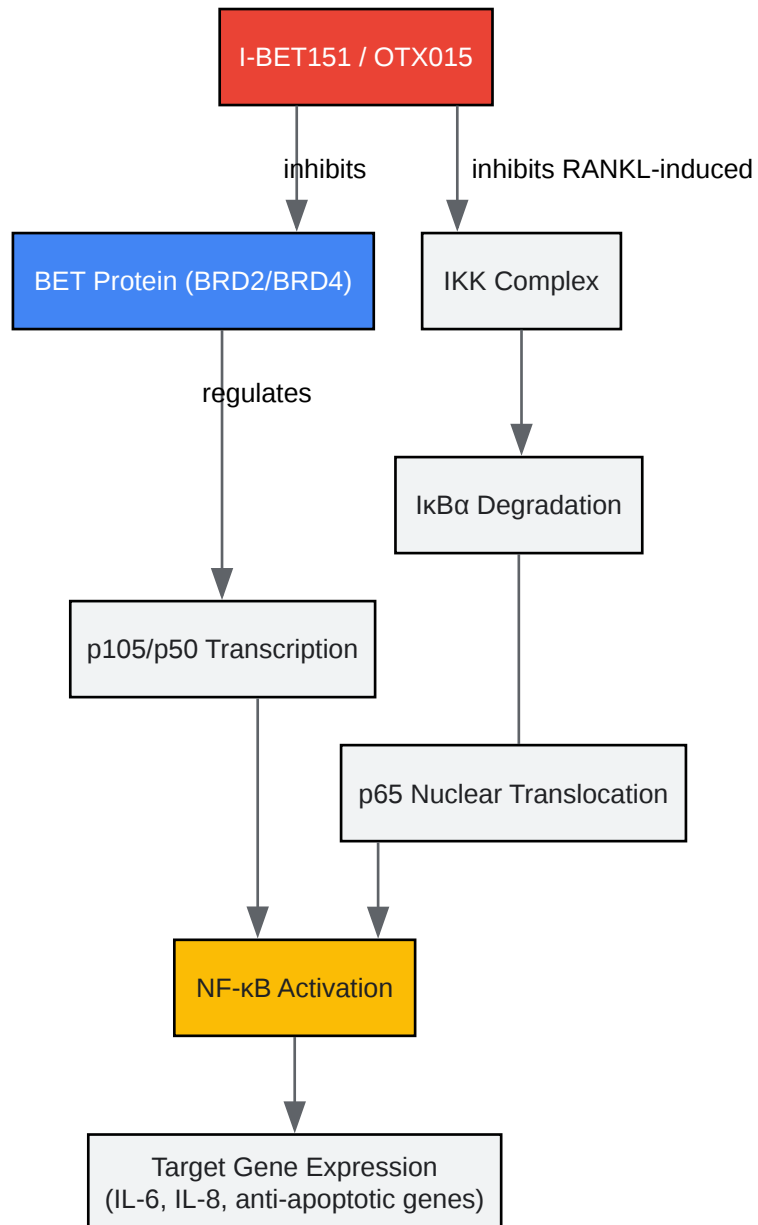 I-BET151 / OTX015
inhibits
inhibits RANKL-induced
BET Protein (BRD2/BRD4)
IKK Complex
regulates
IκBα Degradation
p105/p50 Transcription
p65 Nuclear Translocation
NF-κB Activation
Target Gene Expression
(IL-6, IL-8, anti-apoptotic genes)